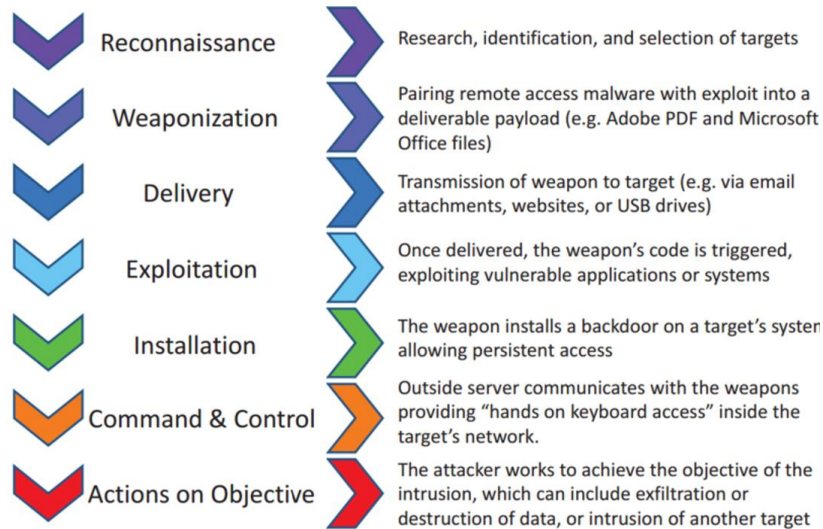 Reconnaissance
Research, identification, and selection of targets
Weaponization
Pairing remote access malware with exploit into a
deliverable payload (e.g. Adobe PDF and Microsoft
Office files)
Delivery
Transmission of weapon to target (e.g. via email
attachments, websites, or USB drives)
Exploitation
Once delivered, the weapon's code is triggered,
exploiting vulnerable applications or systems
Installation
The weapon installs a backdoor on a target's system
allowing persistent access
Command & Control
Outside server communicates with the weapons
providing “hands on keyboard access” inside the
target's network.
Actions on Objective
The attacker works to achieve the objective of the
intrusion, which can include exfiltration or
destruction of data, or intrusion of another target